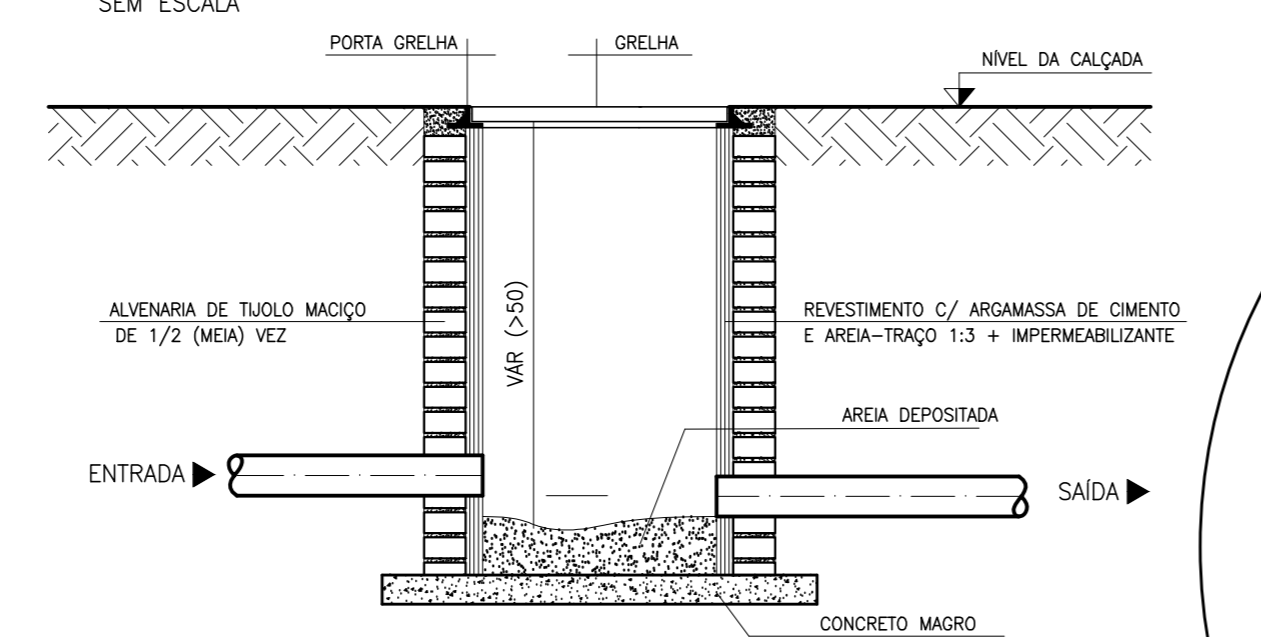 SEM ESCALA
PORTA GRELHA
GRELHA
NÍVEL DA CALÇADA
ALVENARIA DE TIJOLO MACIÇO
DE 1/2 (MEIA) VEZ
VÁR (>50)
REVESTIMENTO C/ ARGAMASSA DE CIMENTO
E AREIA-TRAÇO 1:3 + IMPERMEABILIZANTE
AREIA DEPOSITADA
ENTRADA
SAÍDA
CONCRETO MAGRO